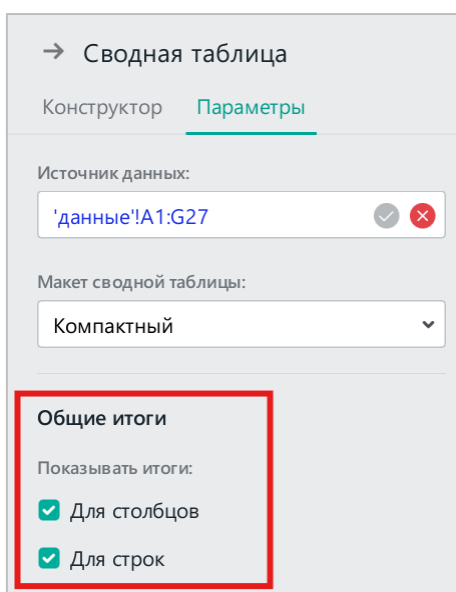 Сводная таблица
Конструктор Параметры
Источник данных:
'данные'!A1:G27
Макет сводной таблицы:
Компактный
Общие итоги
Показывать итоги:
Для столбцов
Для строк